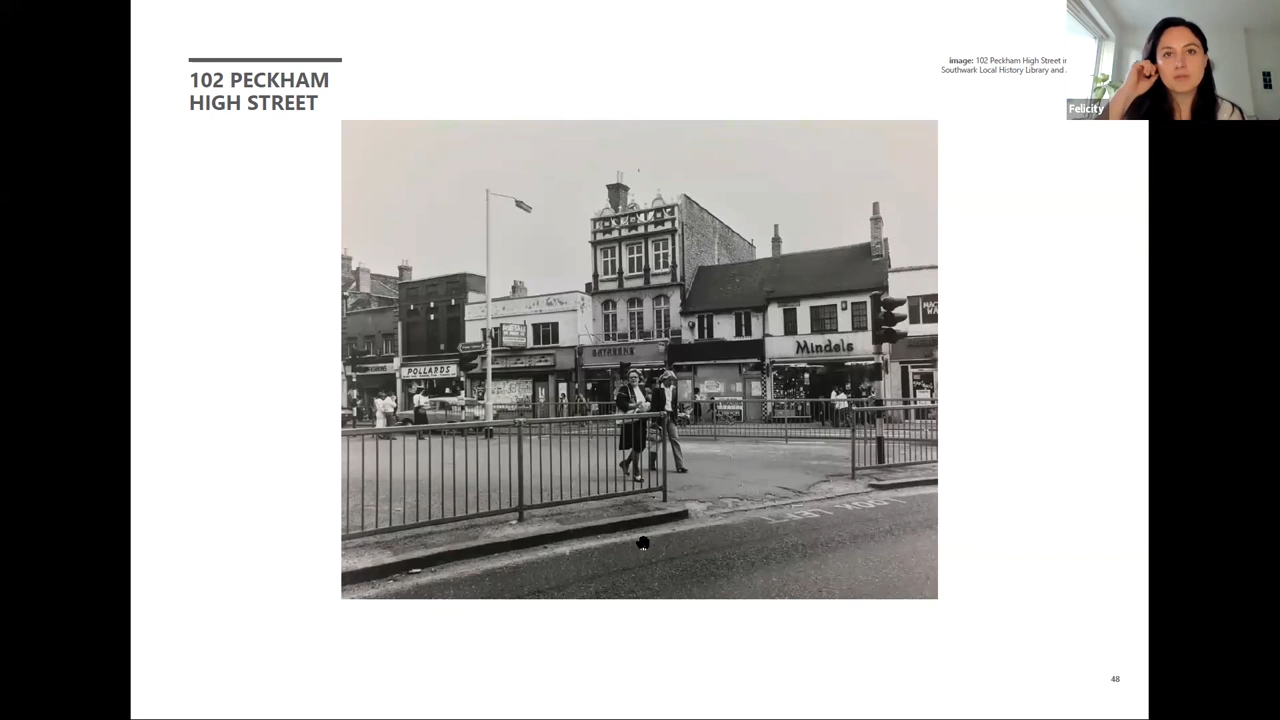 102 PECKHAM
HIGH STREET
image: 102 Peckham High Street
Southwark Local History Library and
Felicity
POLLARDS
Mindels
LOOK LEFT
48